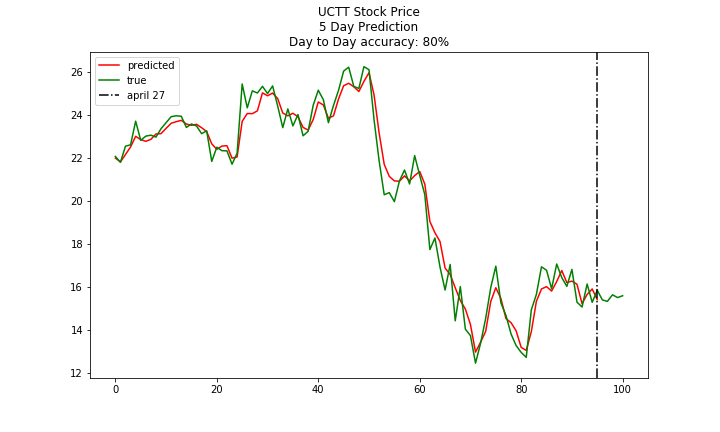 UCTT Stock Price
5 Day Prediction
Day to Day accuracy: 80%
predicted
true
april 27
26
24
22
20
18
16
14
12
0 20 40 60 80 100